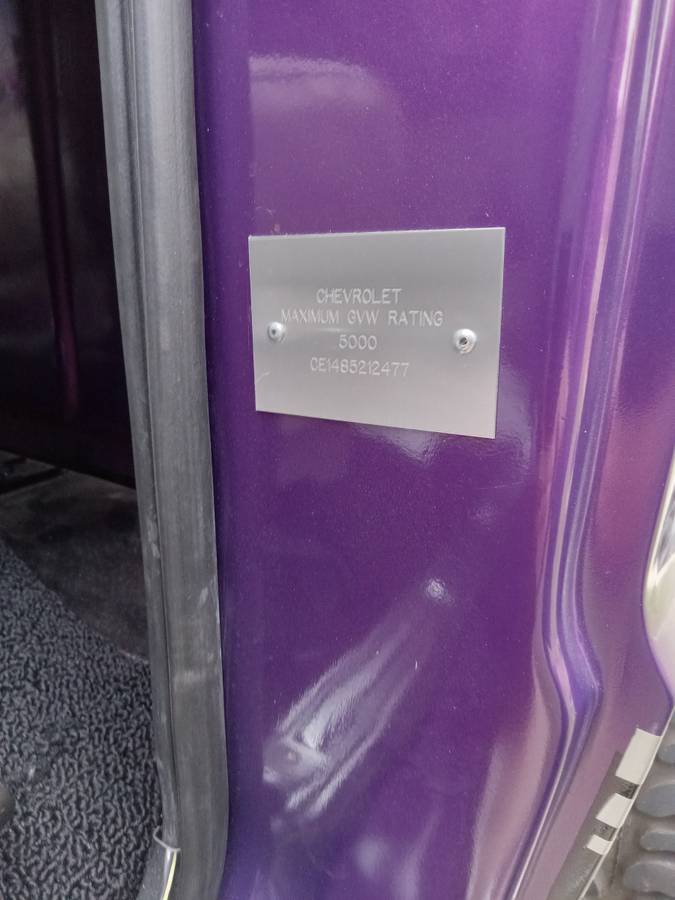 CHEVROLET
MAXIMUM GVW RATING
5000
CE1485212477